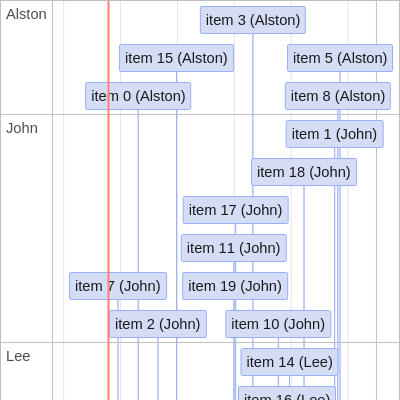 Alston
item 3 (Alston)
item 15 (Alston)
item 5 (Alston)
item 0 (Alston)
item 8 (Alston)
John
item 1 (John)
item 18 (John)
item 17 (John)
item 11 (John)
item 7 (John)
item 19 (John)
item 2 (John)
item 10 (John)
Lee
item 14 (Lee)
item 16 (Lee)